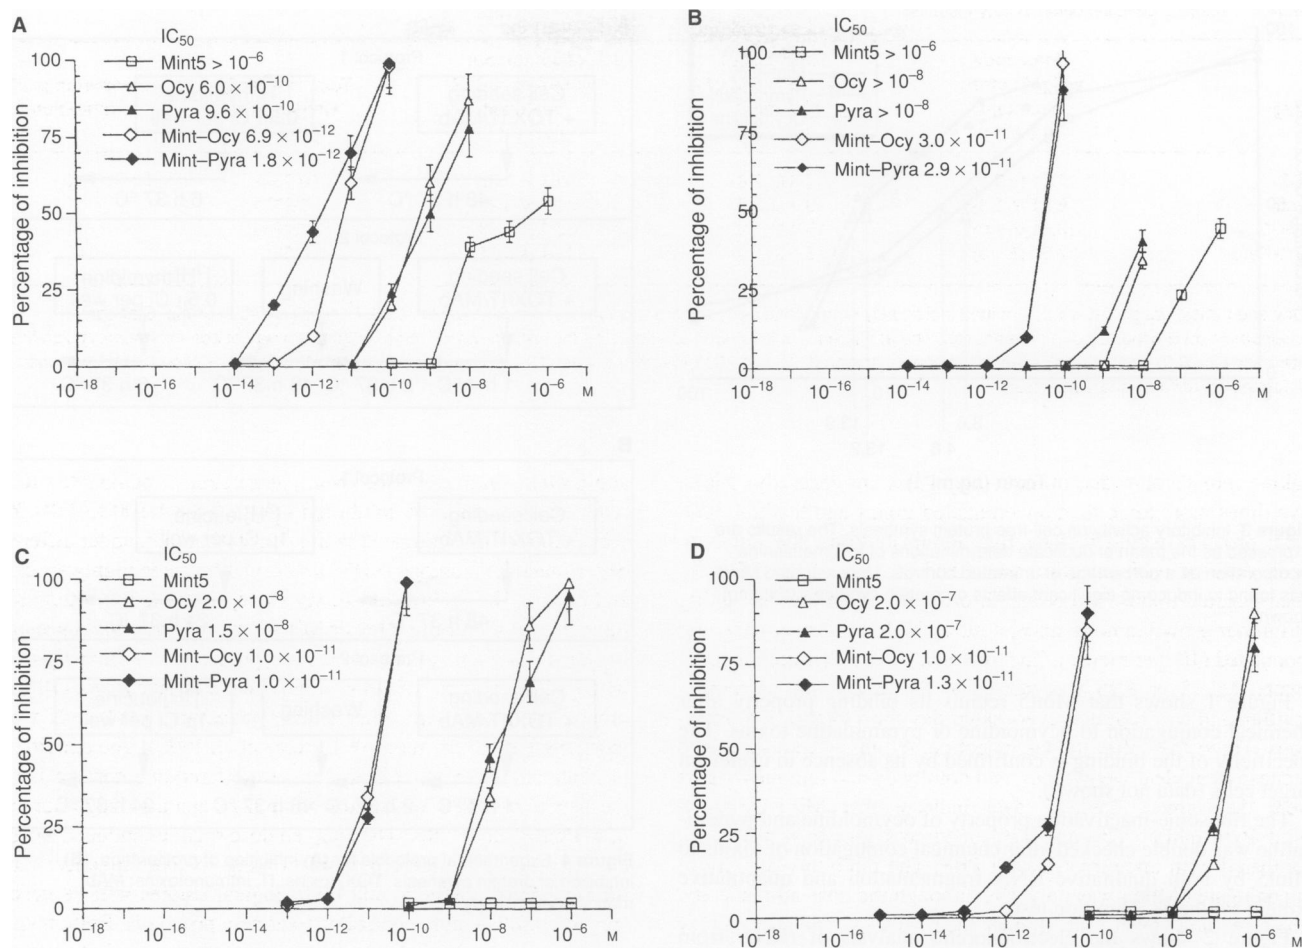 A
IC50
Mint5 > 10−6
Ocy 6.0 × 10−10
Pyra 9.6 × 10−10
Mint–Ocy 6.9 × 10−12
Mint–Pyra 1.8 × 10−12
Percentage of inhibition
100
75
50
25
0
10−18 10−16 10−14 10−12 10−10 10−8 10−6 M
B
IC50
Mint5 > 10−6
Ocy > 10−8
Pyra > 10−8
Mint–Ocy 3.0 × 10−11
Mint–Pyra 2.9 × 10−11
Percentage of inhibition
100
75
50
25
0
10−18 10−16 10−14 10−12 10−10 10−8 10−6 M
C
IC50
Mint5
Ocy 2.0 × 10−8
Pyra 1.5 × 10−8
Mint–Ocy 1.0 × 10−11
Mint–Pyra 1.0 × 10−11
Percentage of inhibition
100
75
50
25
0
10−18 10−16 10−14 10−12 10−10 10−8 10−6 M
D
IC50
Mint5
Ocy 2.0 × 10−7
Pyra 2.0 × 10−7
Mint–Ocy 1.0 × 10−11
Mint–Pyra 1.3 × 10−11
Percentage of inhibition
100
75
50
25
0
10−18 10−16 10−14 10−12 10−10 10−8 10−6 M